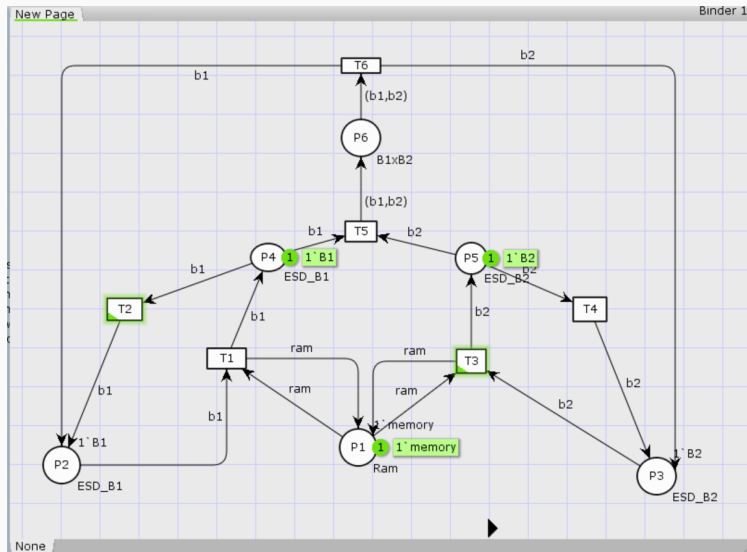 New Page
Binder 1
T6
b1
b2
(b1,b2)
P6
B1xB2
(b1,b2)
T5
b1
b2
P4
1
1`B1
ESD_B1
P5
1
1`B2
ESD_B2
b2
b1
T2
T4
b1
b2
T1
ram
ram
T3
ram
ram
b1
b1
b2
b2
1`memory
P1
1
1`memory
Ram
1`B1
P2
ESD_B1
1`B2
P3
ESD_B2
None